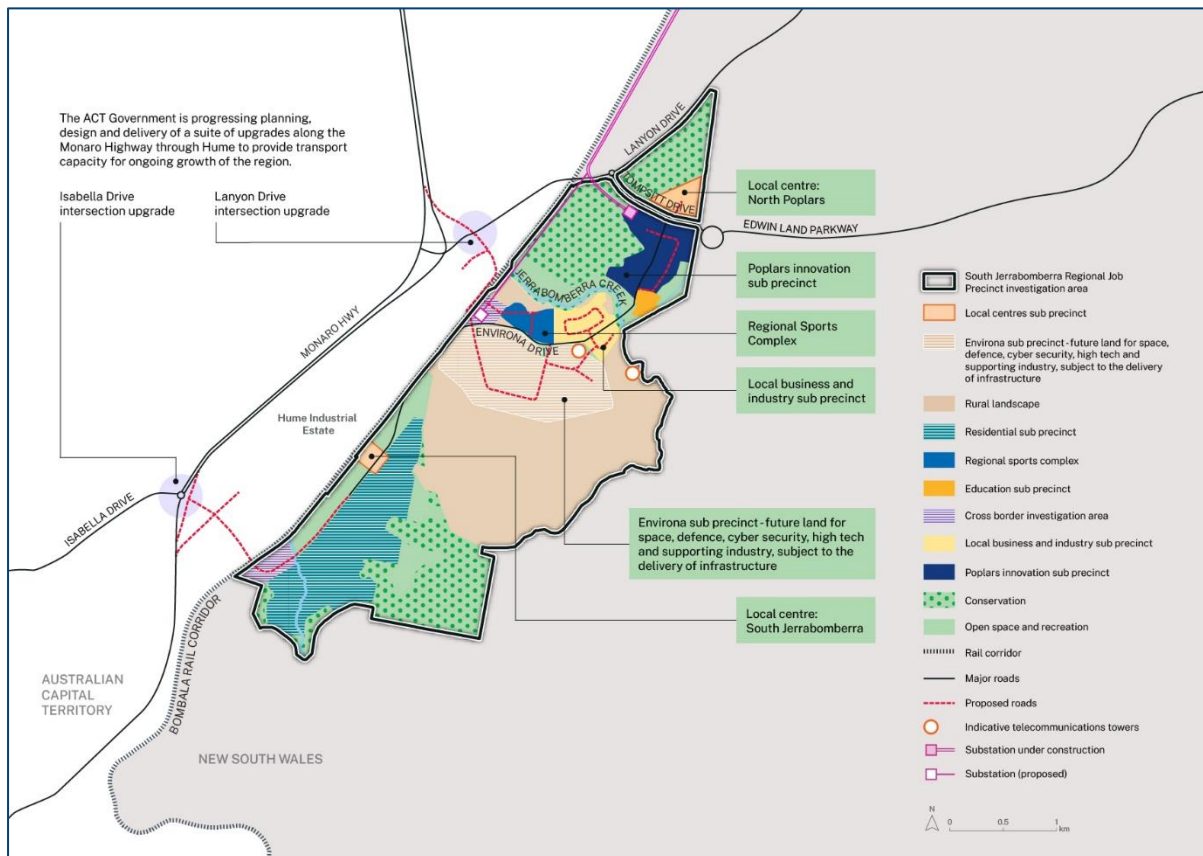 The ACT Government is progressing planning,
design and delivery of a suite of upgrades along the
Monaro Highway through Hume to provide transport
capacity for ongoing growth of the region.
Isabella Drive
intersection upgrade
Lanyon Drive
intersection upgrade
LANYON DRIVE
TOMPSITT DRIVE
EDWIN LAND PARKWAY
JERRABOMBERRA CREEK
ENVIRONA DRIVE
MONARO HWY
Hume Industrial
Estate
ISABELLA DRIVE
BOMBALA RAIL CORRIDOR
AUSTRALIAN
CAPITAL
TERRITORY
NEW SOUTH WALES
Local centre:
North Poplars
Poplars innovation
sub precinct
Regional Sports
Complex
Local business and
industry sub precinct
Environa sub precinct - future land for
space, defence, cyber security, high tech
and supporting industry, subject to the
delivery of infrastructure
Local centre:
South Jerrabomberra
South Jerrabomberra Regional Job
Precinct investigation area
Local centres sub precinct
Environa sub precinct - future land for space,
defence, cyber security, high tech and
supporting industry, subject to the delivery
of infrastructure
Rural landscape
Residential sub precinct
Regional sports complex
Education sub precinct
Cross border investigation area
Local business and industry sub precinct
Poplars innovation sub precinct
Conservation
Open space and recreation
Rail corridor
Major roads
Proposed roads
Indicative telecommunications towers
Substation under construction
Substation (proposed)
N
0 0.5 1
km